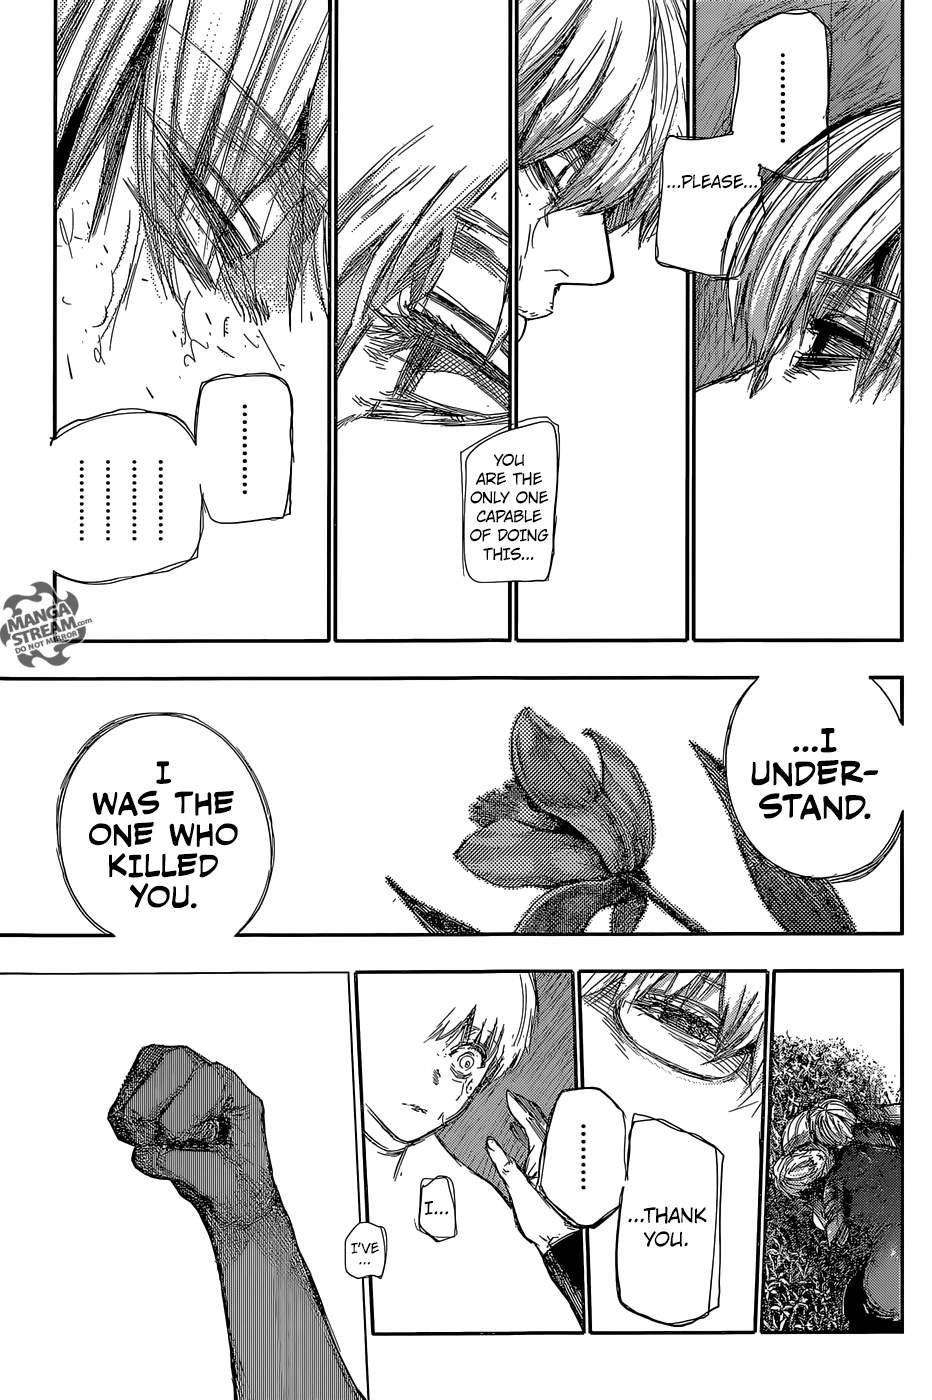 ...PLEASE...
YOU
ARE THE
ONLY ONE
CAPABLE
OF DOING
THIS...
MANGA
STREAM.com
DO NOT MIRROR
...I
UNDER-
STAND.
I
WAS THE
ONE WHO
KILLED
YOU.
...THANK
YOU.
I...
I'VE
...